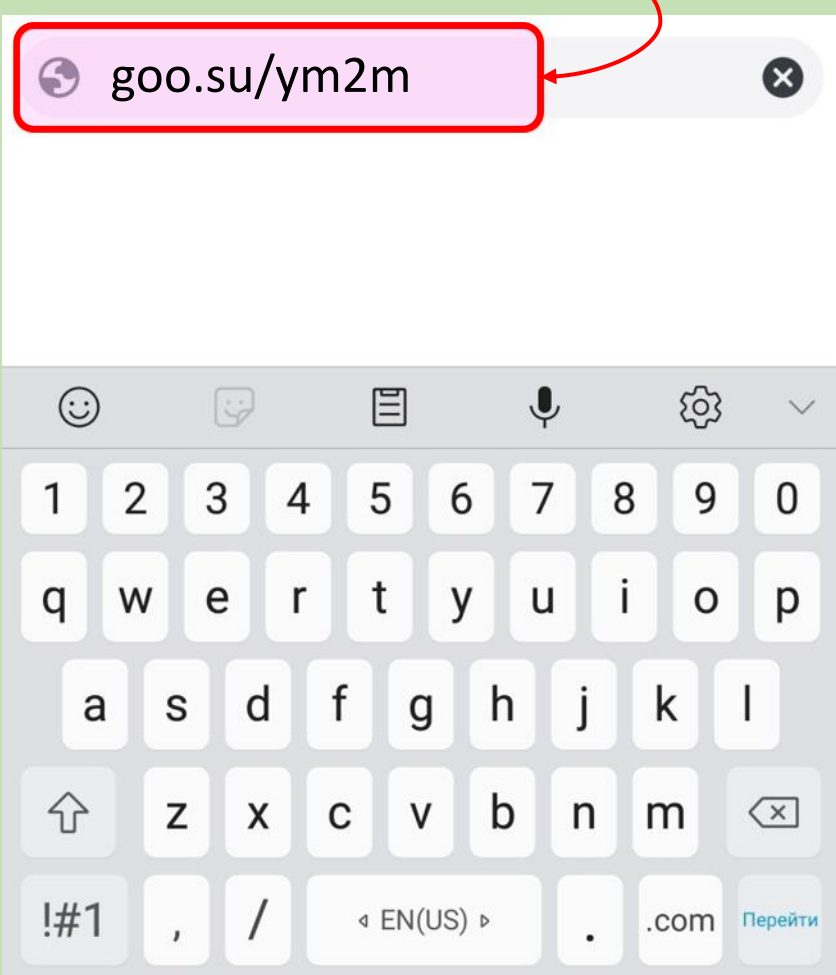 goo.su/ym2m
1 2 3 4 5 6 7 8 9 0
q w e r t y u i o p
a s d f g h j k l
z x c v b n m
!#1 , / EN(US) . .com Перейти